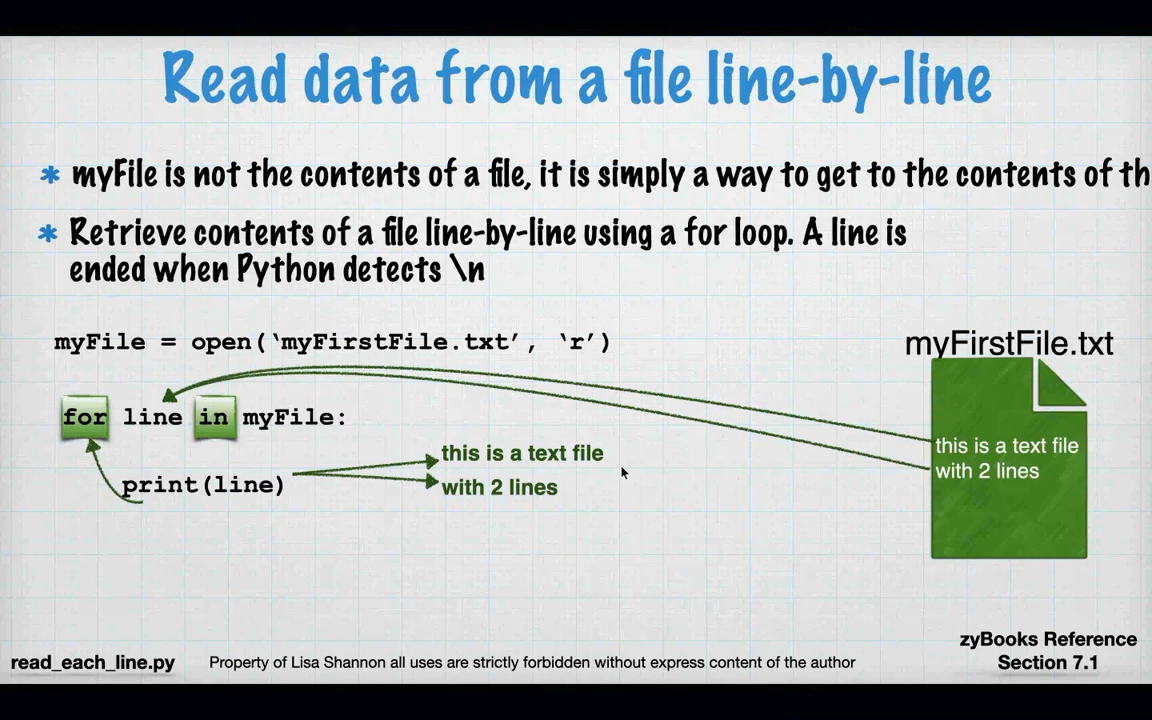 Read data from a file line-by-line
* myFile is not the contents of a file, it is simply a way to get to the contents of th
* Retrieve contents of a file line-by-line using a for loop. A line is
ended when Python detects \n
myFile = open(‘myFirstFile.txt’, ‘r’)
myFirstFile.txt
for line in myFile:
this is a text file
with 2 lines
print(line)
this is a text file
with 2 lines
read_each_line.py
Property of Lisa Shannon all uses are strictly forbidden without express content of the author
zyBooks Reference
Section 7.1